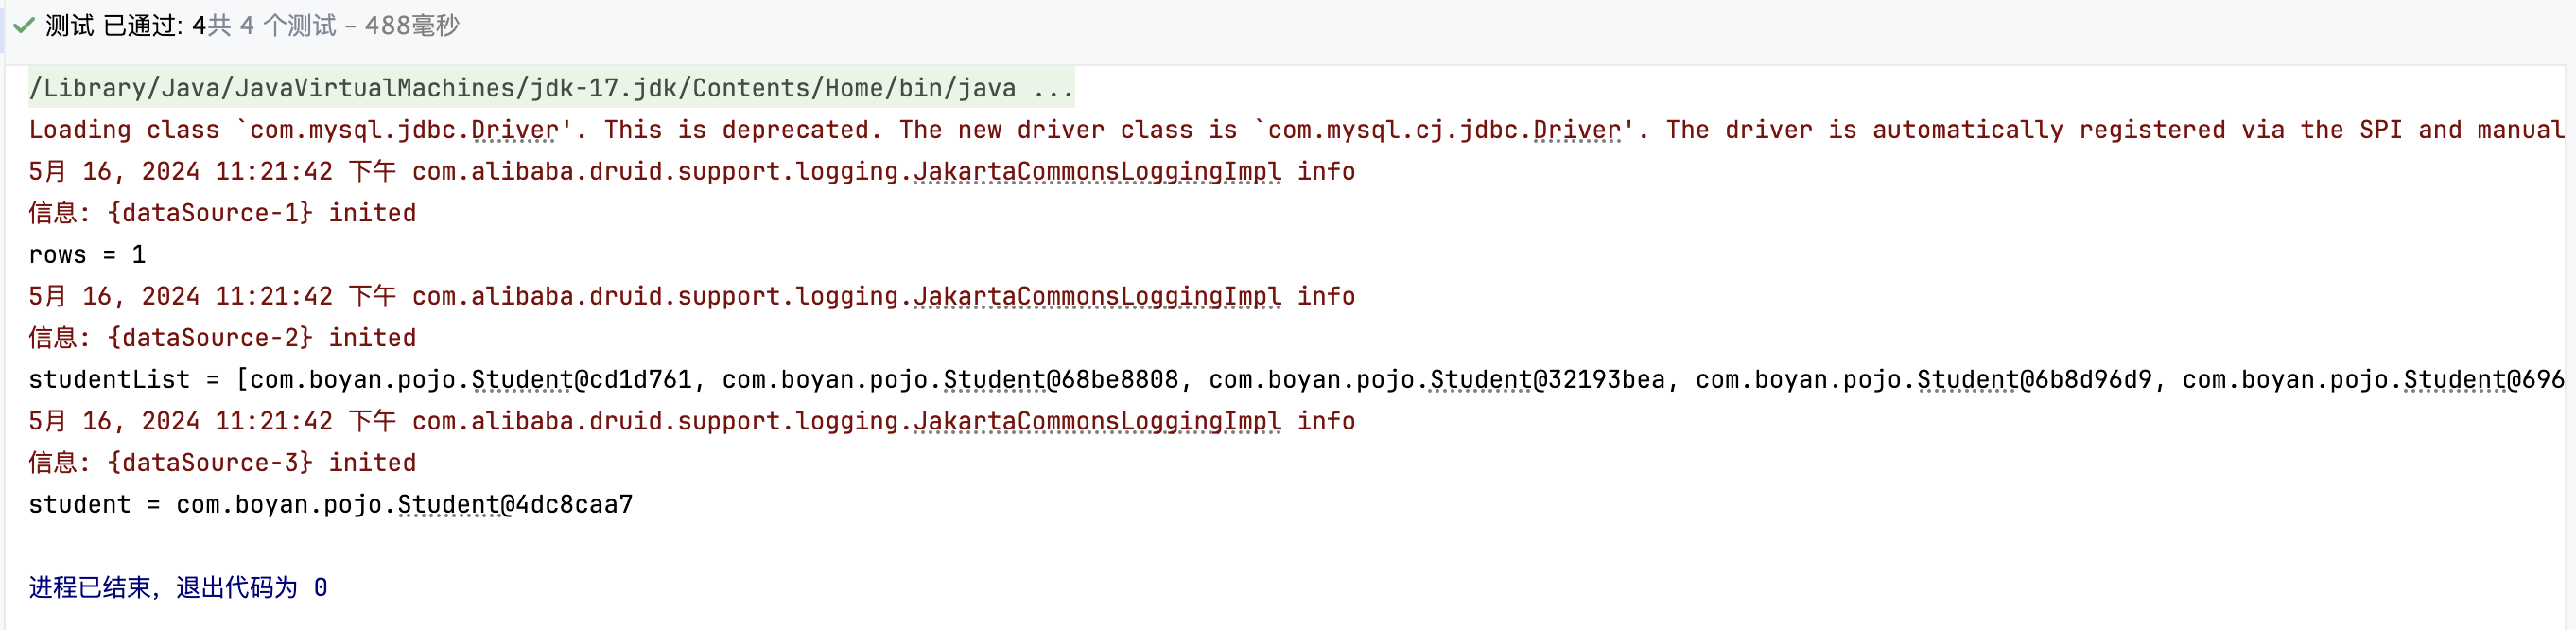 测试 已通过: 4共 4 个测试 – 488毫秒
/Library/Java/JavaVirtualMachines/jdk-17.jdk/Contents/Home/bin/java ...
Loading class `com.mysql.jdbc.Driver'. This is deprecated. The new driver class is `com.mysql.cj.jdbc.Driver'. The driver is automatically registered via the SPI and manual
5月 16, 2024 11:21:42 下午 com.alibaba.druid.support.logging.JakartaCommonsLoggingImpl info
信息: {dataSource-1} inited
rows = 1
5月 16, 2024 11:21:42 下午 com.alibaba.druid.support.logging.JakartaCommonsLoggingImpl info
信息: {dataSource-2} inited
studentList = [com.boyan.pojo.Student@cd1d761, com.boyan.pojo.Student@68be8808, com.boyan.pojo.Student@32193bea, com.boyan.pojo.Student@6b8d96d9, com.boyan.pojo.Student@696
5月 16, 2024 11:21:42 下午 com.alibaba.druid.support.logging.JakartaCommonsLoggingImpl info
信息: {dataSource-3} inited
student = com.boyan.pojo.Student@4dc8caa7
进程已结束, 退出代码为 0